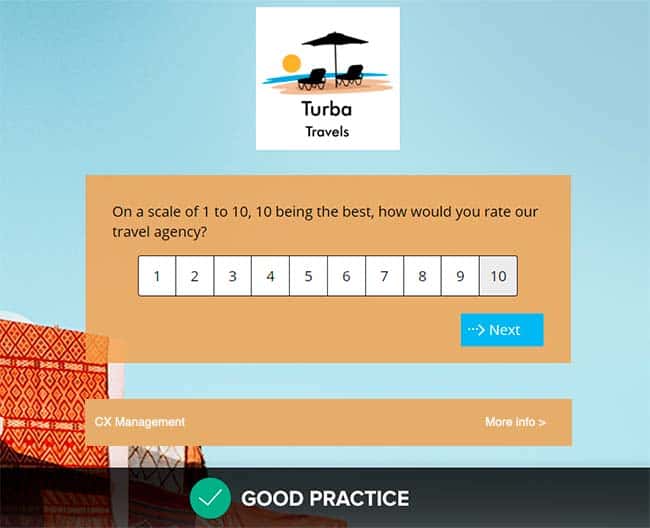 Turba
Travels
On a scale of 1 to 10, 10 being the best, how would you rate our
travel agency?
1 2 3 4 5 6 7 8 9 10
Next
CX Management More info >
GOOD PRACTICE